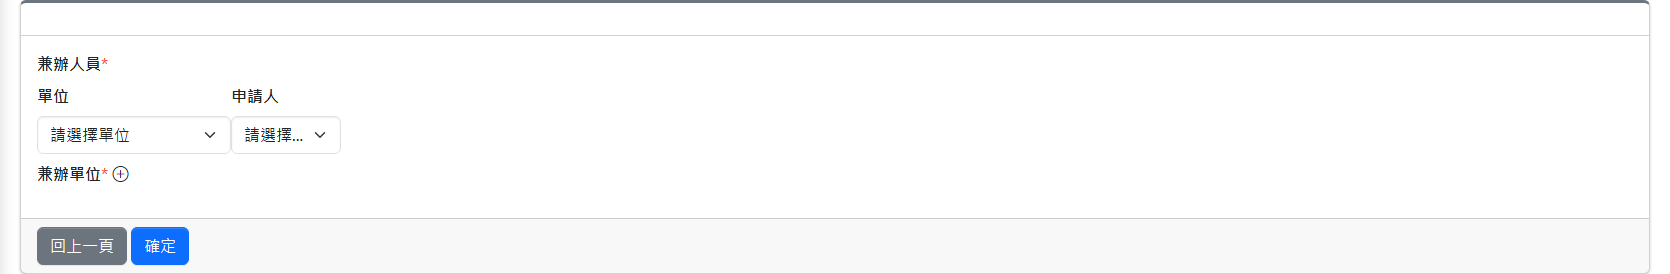 兼辦人員*
單位 申請人
請選擇單位 請選擇...
兼辦單位*
回上一頁 確定